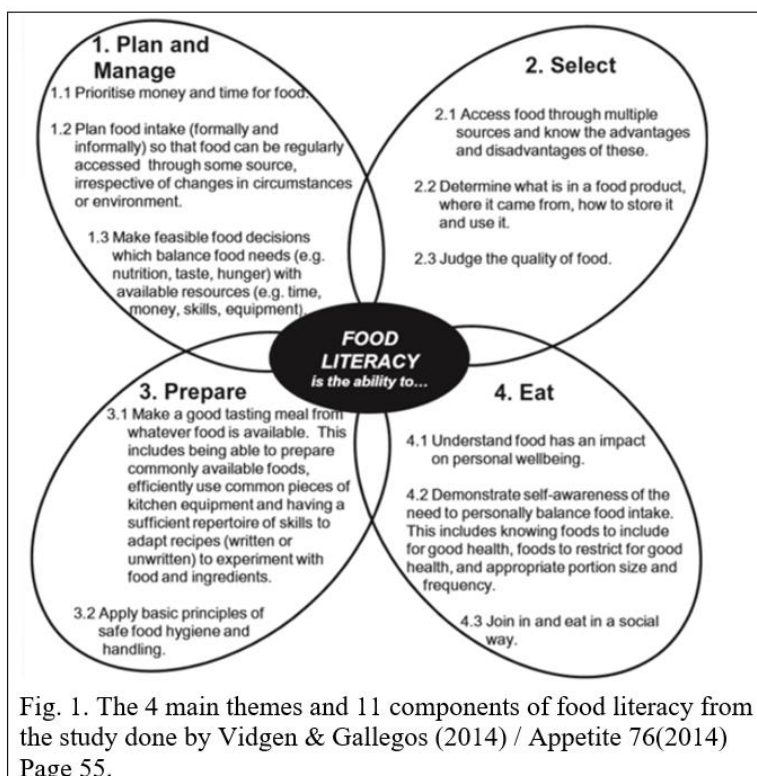 1. Plan and
Manage
1.1 Prioritise money and time for food.
1.2 Plan food intake (formally and
informally) so that food can be regularly
accessed through some source,
irrespective of changes in circumstances
or environment.
1.3 Make feasible food decisions
which balance food needs (e.g.
nutrition, taste, hunger) with
available resources (e.g. time,
money, skills, equipment).
2. Select
2.1 Access food through multiple
sources and know the advantages
and disadvantages of these.
2.2 Determine what is in a food product,
where it came from, how to store it
and use it.
2.3 Judge the quality of food.
FOOD
LITERACY
is the ability to...
3. Prepare
3.1 Make a good tasting meal from
whatever food is available. This
includes being able to prepare
commonly available foods,
efficiently use common pieces of
kitchen equipment and having a
sufficient repertoire of skills to
adapt recipes (written or
unwritten) to experiment with
food and ingredients.
3.2 Apply basic principles of
safe food hygiene and
handling.
4. Eat
4.1 Understand food has an impact
on personal wellbeing.
4.2 Demonstrate self-awareness of the
need to personally balance food intake.
This includes knowing foods to include
for good health, foods to restrict for good
health, and appropriate portion size and
frequency.
4.3 Join in and eat in a social
way.
Fig. 1. The 4 main themes and 11 components of food literacy from
the study done by Vidgen & Gallegos (2014) / Appetite 76(2014)
Page 55.